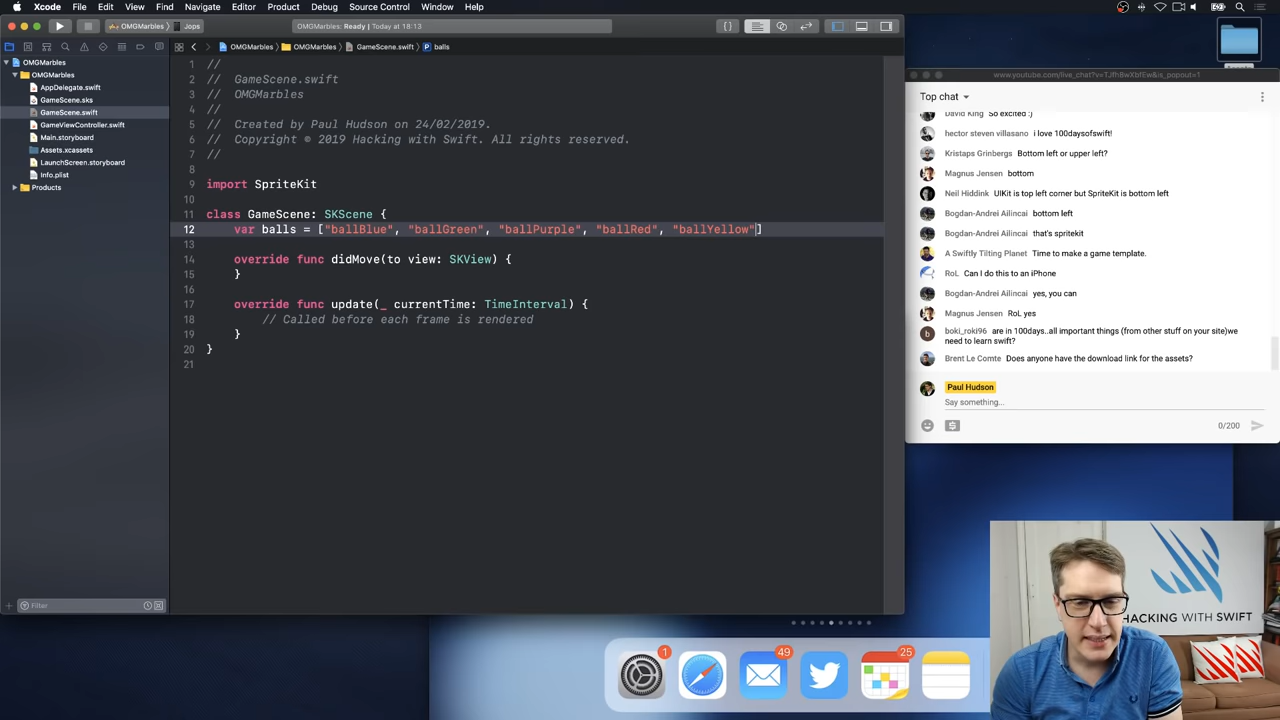 Xcode File Edit View Find Navigate Editor Product Debug Source Control Window Help
OMGMarbles Jops
OMGMarbles: Ready | Today at 18:13
OMGMarbles OMGMarbles GameScene.swift balls
OMGMarbles
OMGMarbles
AppDelegate.swift
GameScene.sks
GameScene.swift
GameViewController.swift
Main.storyboard
Assets.xcassets
LaunchScreen.storyboard
Info.plist
Products
Filter
1 //
2 // GameScene.swift
3 // OMGMarbles
4 //
5 // Created by Paul Hudson on 24/02/2019.
6 // Copyright © 2019 Hacking with Swift. All rights reserved.
7 //
8
9 import SpriteKit
10
11 class GameScene: SKScene {
12 var balls = ["ballBlue", "ballGreen", "ballPurple", "ballRed", "ballYellow"]
13
14 override func didMove(to view: SKView) {
15 }
16
17 override func update(_ currentTime: TimeInterval) {
18 // Called before each frame is rendered
19 }
20 }
21
Top chat
David King So excited :)
hector steven villasano i love 100daysofswift!
Kristaps Grinbergs Bottom left or upper left?
Magnus Jensen bottom
Neil Hiddink UIKit is top left corner but SpriteKit is bottom left
Bogdan-Andrei Ailincai bottom left
Bogdan-Andrei Ailincai that's spritekit
A Swiftly Tilting Planet Time to make a game template.
RoL Can I do this to an iPhone
Bogdan-Andrei Ailincai yes, you can
Magnus Jensen RoL yes
boki_roki96 are in 100days..all important things (from other stuff on your site)we
need to learn swift?
Brent Le Comte Does anyone have the download link for the assets?
Paul Hudson
Say something...
0/200
HACKING WITH SWIFT
1
49
25